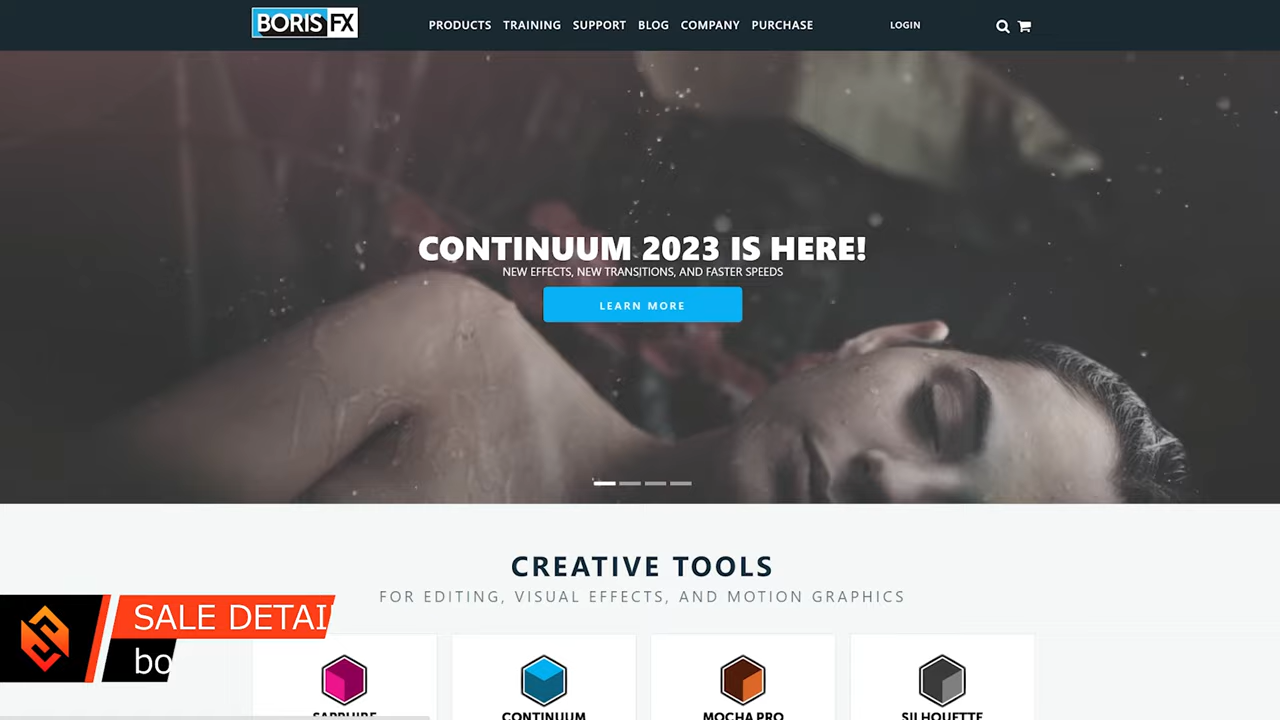 BORIS FX
PRODUCTS TRAINING SUPPORT BLOG COMPANY PURCHASE LOGIN
CONTINUUM 2023 IS HERE!
NEW EFFECTS, NEW TRANSITIONS, AND FASTER SPEEDS
LEARN MORE
CREATIVE TOOLS
FOR EDITING, VISUAL EFFECTS, AND MOTION GRAPHICS
SALE DETAI
bo
SAPPHIRE CONTINUUM MOCHA PRO SILHOUETTE